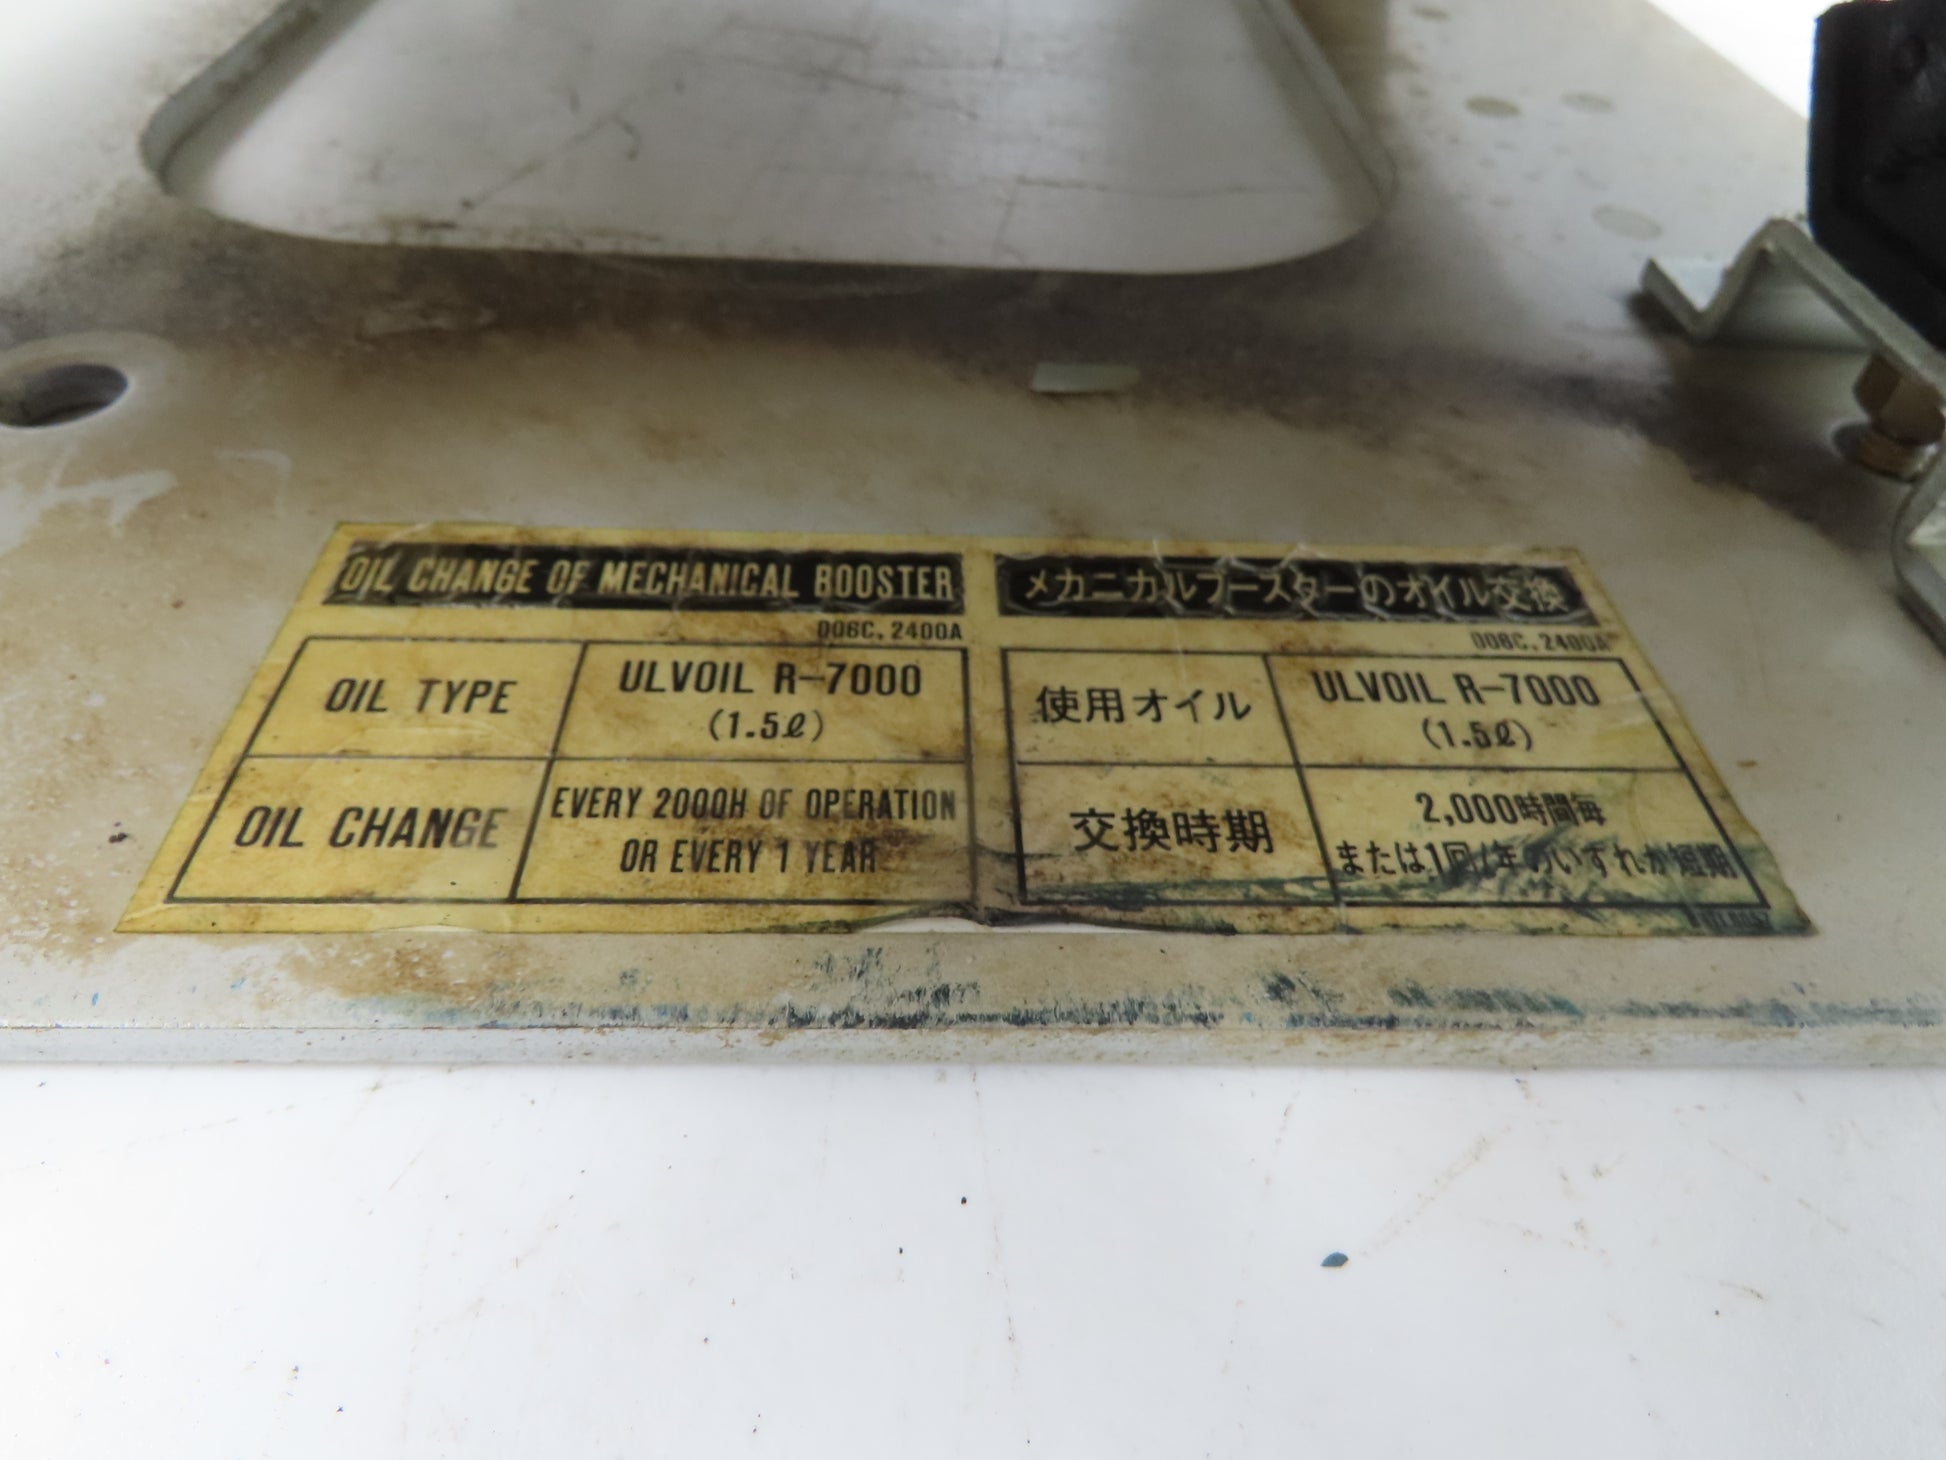 OIL CHANGE OF MECHANICAL BOOSTER
006C, 2400A
OIL TYPE
ULVOIL R-7000
(1.5ℓ)
OIL CHANGE
EVERY 2000H OF OPERATION
OR EVERY 1 YEAR
メカニカルブースターのオイル交換
006C, 2400A
使用オイル
ULVOIL R-7000
(1.5ℓ)
交換時期
2,000時間毎
または1回/年のいずれか短期